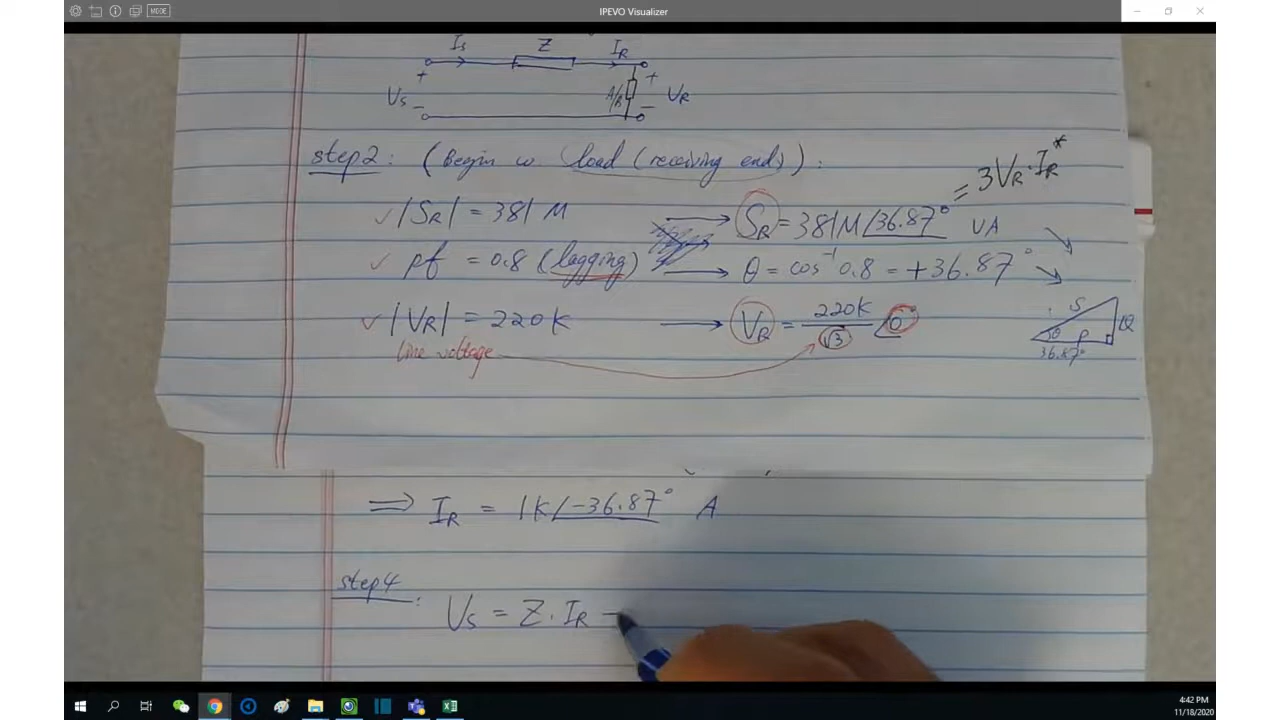 IPEVO Visualizer
MODE
Is Z IR
+ +
Vs VR
- -
step2: (Begin w load (receiving end)):
= 3VR·IR*
✓ |SR| = 381 M → SR = 381M∠36.87° VA
✓ pf = 0.8 (lagging) → θ = cos⁻¹ 0.8 = +36.87°
✓ |VR| = 220K → VR = 220K/√3 ∠0°
line voltage
S Q
θ P
36.87°
⇒ IR = 1K∠-36.87° A
step4: Vs = Z·IR
4:42 PM
11/18/2020